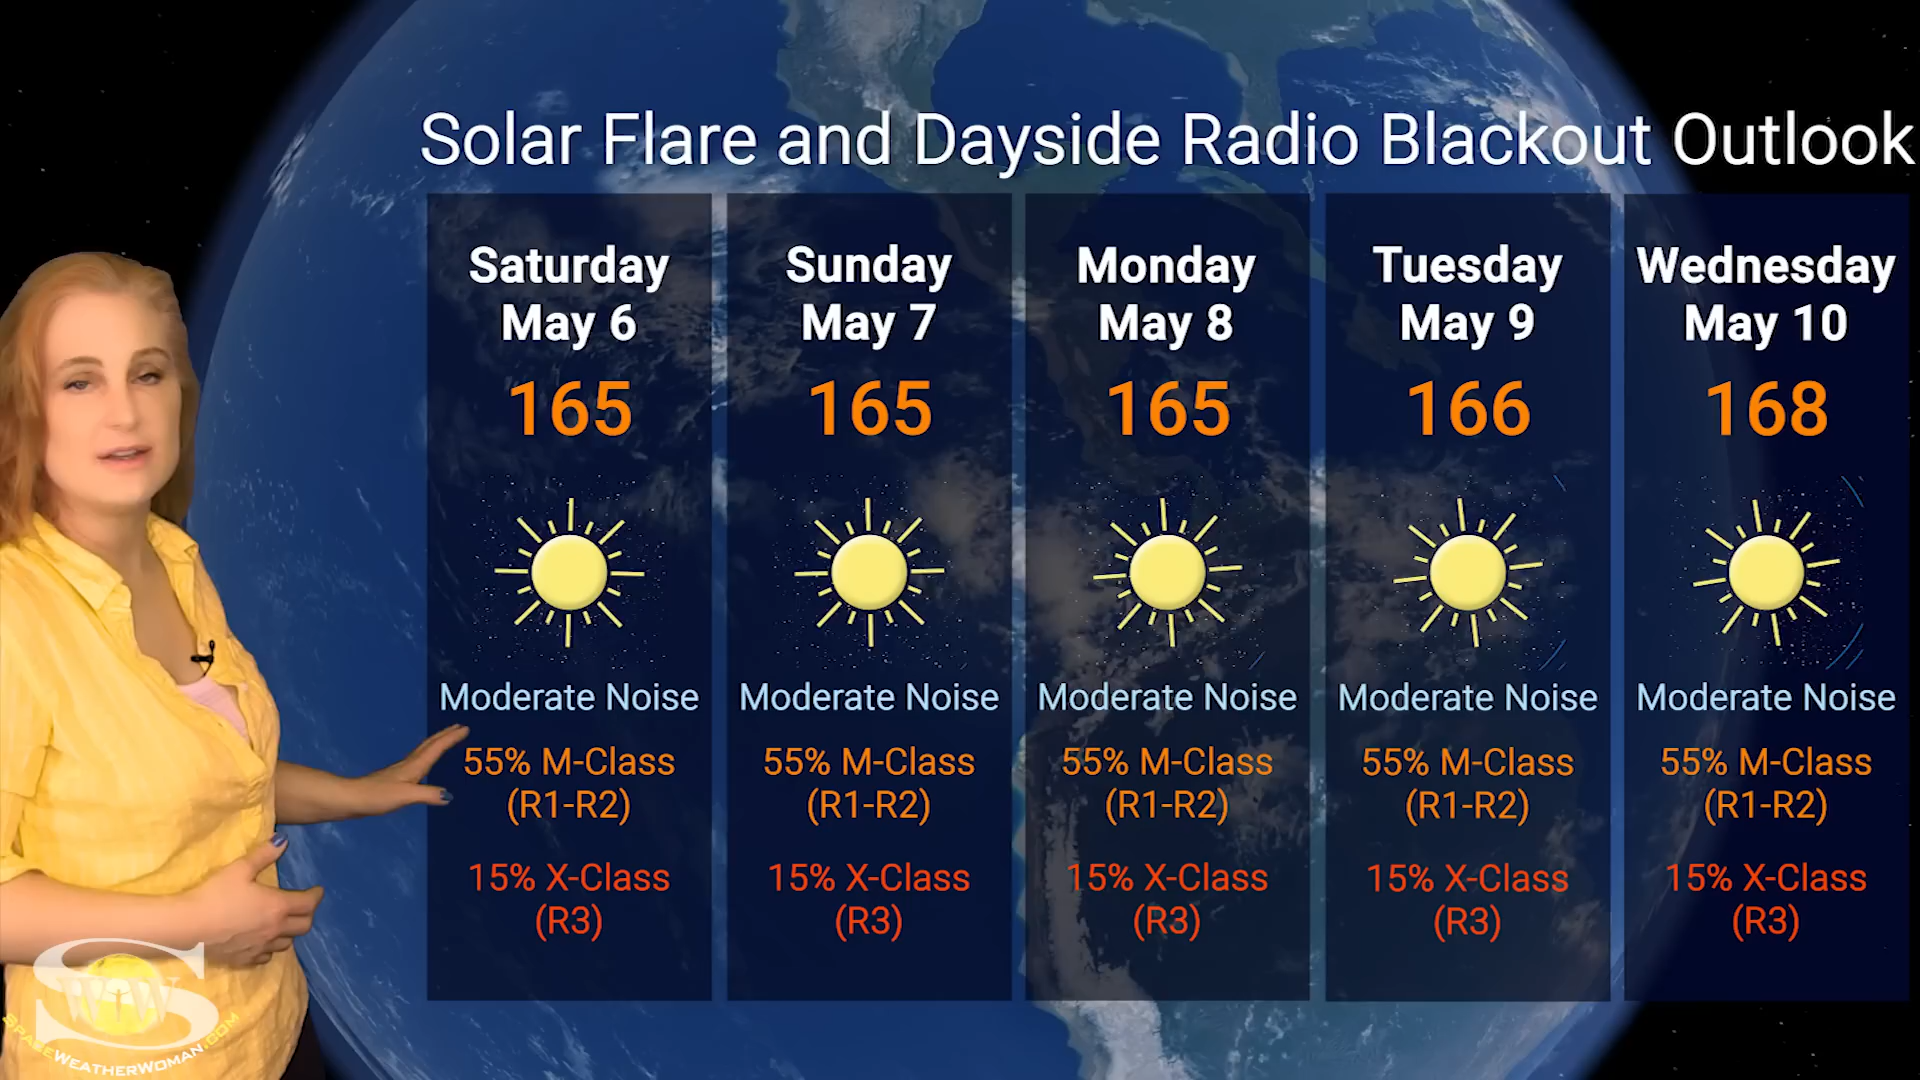 Solar Flare and Dayside Radio Blackout Outlook
Saturday
May 6
165
Moderate Noise
55% M-Class
(R1-R2)
15% X-Class
(R3)
Sunday
May 7
165
Moderate Noise
55% M-Class
(R1-R2)
15% X-Class
(R3)
Monday
May 8
165
Moderate Noise
55% M-Class
(R1-R2)
15% X-Class
(R3)
Tuesday
May 9
166
Moderate Noise
55% M-Class
(R1-R2)
15% X-Class
(R3)
Wednesday
May 10
168
Moderate Noise
55% M-Class
(R1-R2)
15% X-Class
(R3)
SWW
SPACEWEATHERWOMAN.COM